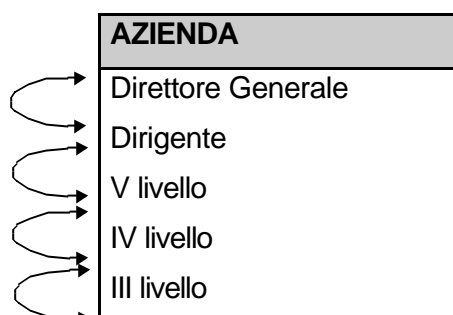 AZIENDA
Direttore Generale
Dirigente
V livello
IV livello
III livello